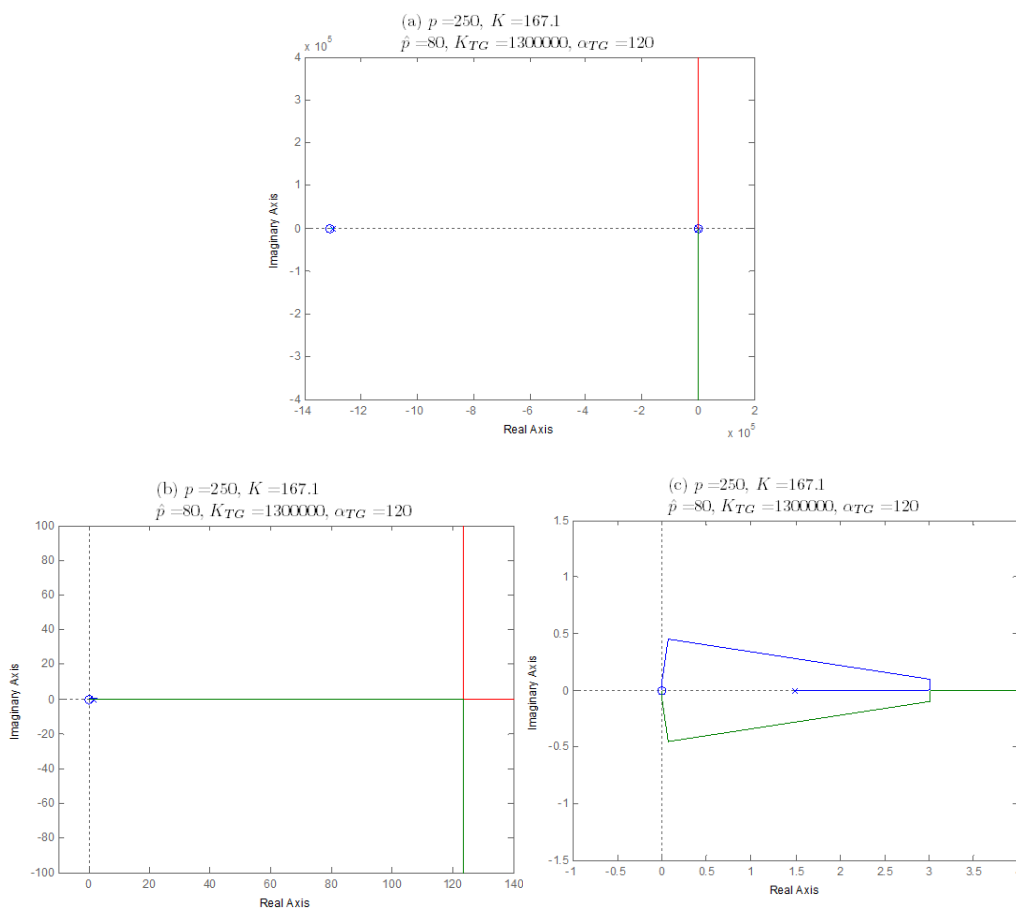 (a) p =250, K =167.1
p̂ =80, K_TG =1300000, α_TG =120
x 10^5
4
3
2
1
0
-1
-2
-3
-4
Imaginary Axis
-14 -12 -10 -8 -6 -4 -2 0 2
Real Axis
x 10^5
(b) p =250, K =167.1
p̂ =80, K_TG =1300000, α_TG =120
100
80
60
40
20
0
-20
-40
-60
-80
-100
Imaginary Axis
0 20 40 60 80 100 120 140
Real Axis
(c) p =250, K =167.1
p̂ =80, K_TG =1300000, α_TG =120
1.5
1
0.5
0
-0.5
-1
-1.5
Imaginary Axis
-1 -0.5 0 0.5 1 1.5 2 2.5 3 3.5
Real Axis